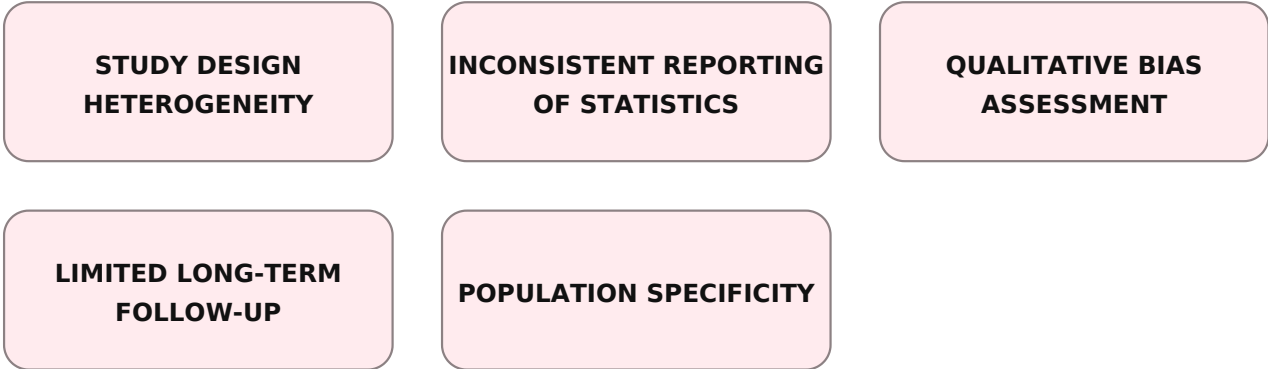 STUDY DESIGN
HETEROGENEITY
INCONSISTENT REPORTING
OF STATISTICS
QUALITATIVE BIAS
ASSESSMENT
LIMITED LONG-TERM
FOLLOW-UP
POPULATION SPECIFICITY